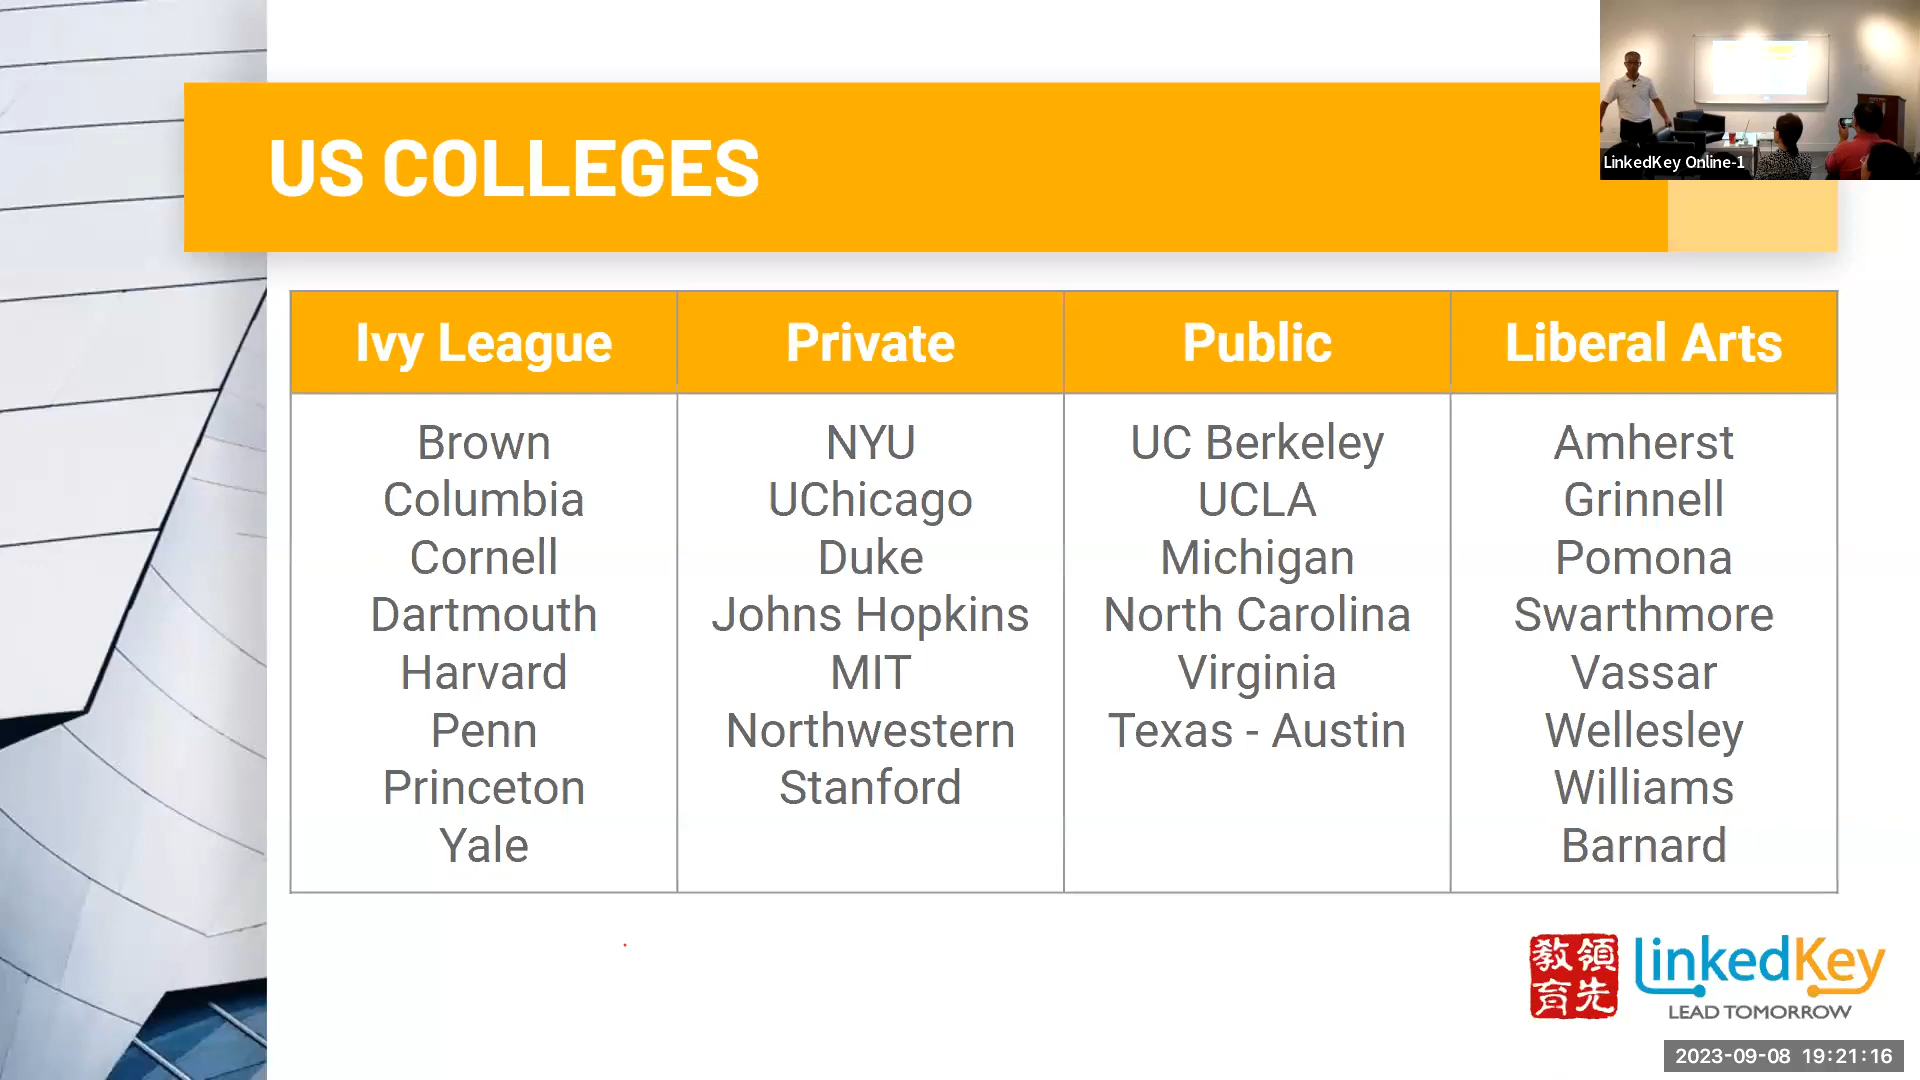 US COLLEGES
LinkedKey Online-1
Ivy League
Private
Public
Liberal Arts
Brown
Columbia
Cornell
Dartmouth
Harvard
Penn
Princeton
Yale
NYU
UChicago
Duke
Johns Hopkins
MIT
Northwestern
Stanford
UC Berkeley
UCLA
Michigan
North Carolina
Virginia
Texas - Austin
Amherst
Grinnell
Pomona
Swarthmore
Vassar
Wellesley
Williams
Barnard
領先
教育
LinkedKey
LEAD TOMORROW
2023-09-08 19:21:16